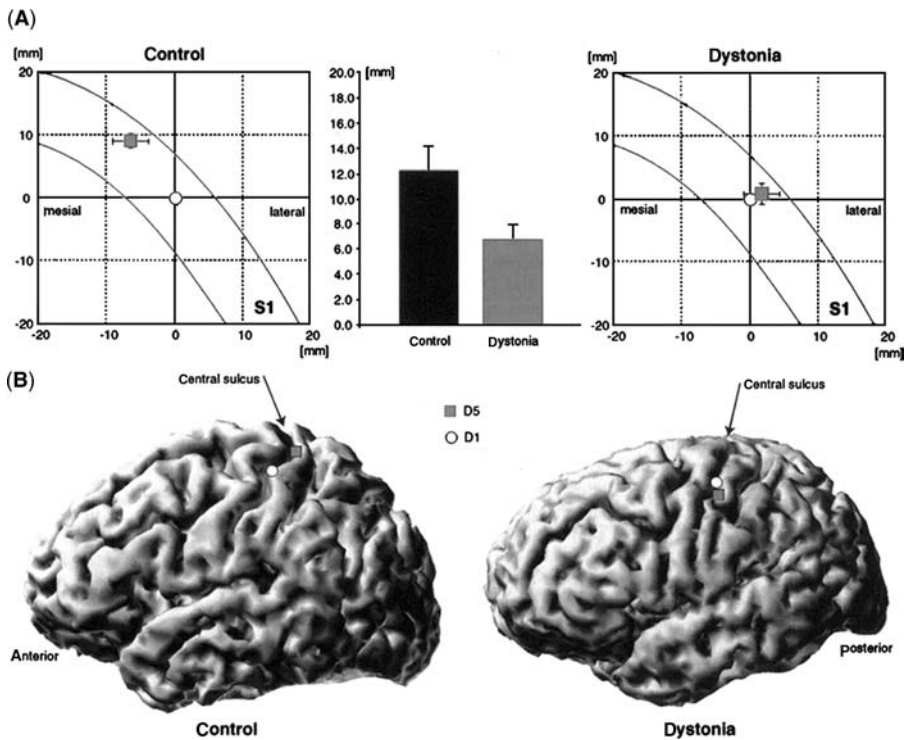 (A)
Control
[mm]
20
10
0
-10
-20
mesial
lateral
S1
-20
-10
0
10
20
[mm]
[mm]
20.0
18.0
16.0
14.0
12.0
10.0
8.0
6.0
4.0
2.0
0.0
Control
Dystonia
Dystonia
[mm]
20
10
0
-10
-20
mesial
lateral
S1
-20
-10
0
10
20
[mm]
(B)
Central sulcus
D5
D1
Central sulcus
Anterior
posterior
Control
Dystonia